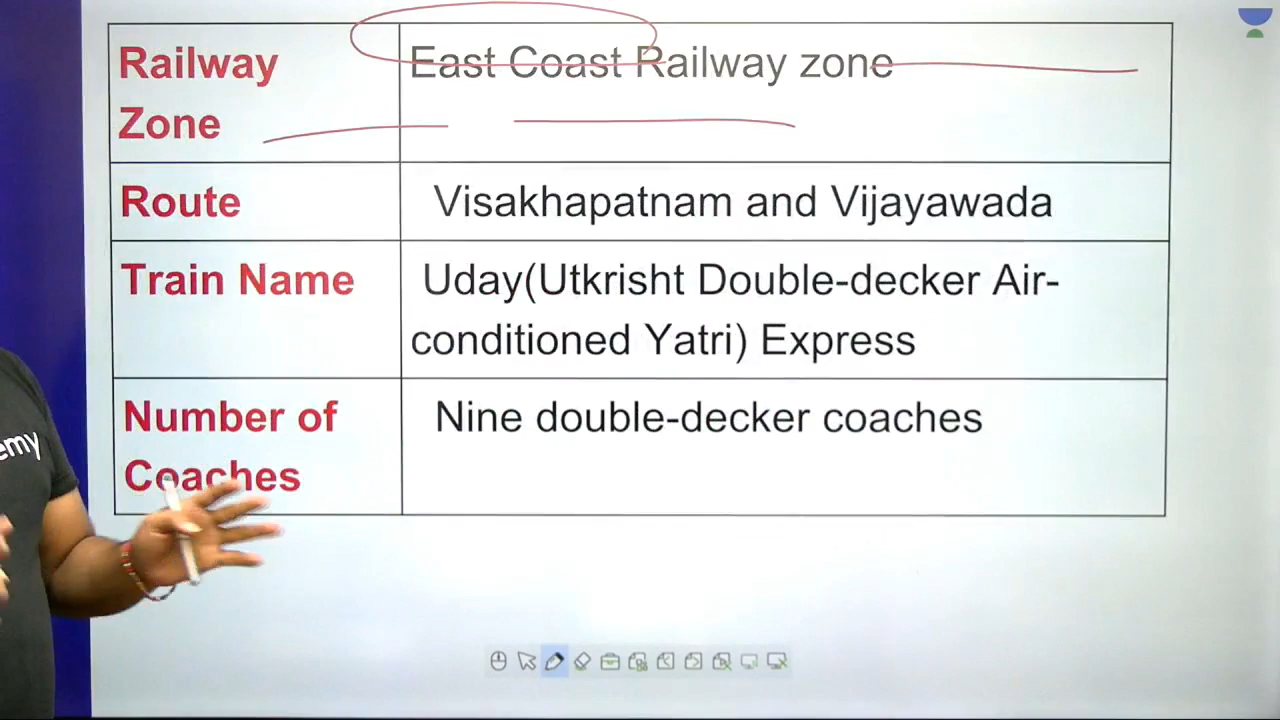 Railway East Coast Railway zone
Zone
Route Visakhapatnam and Vijayawada
Train Name Uday(Utkrisht Double-decker Air-
conditioned Yatri) Express
Number of Nine double-decker coaches
Coaches
emy